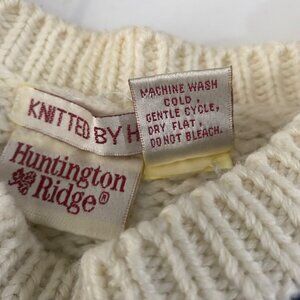 KNITTED BY H
Huntington
Ridge®
MACHINE WASH
COLD,
GENTLE CYCLE,
DRY FLAT,
DO NOT BLEACH.